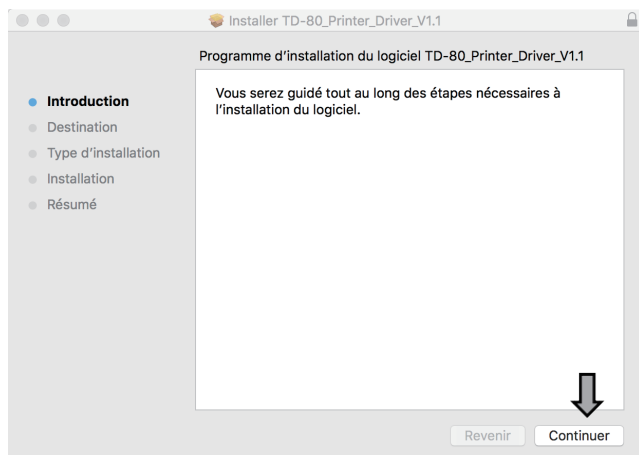 Installer TD-80_Printer_Driver_V1.1
Programme d'installation du logiciel TD-80_Printer_Driver_V1.1
Introduction
Destination
Type d'installation
Installation
Résumé
Vous serez guidé tout au long des étapes nécessaires à
l'installation du logiciel.
Revenir
Continuer